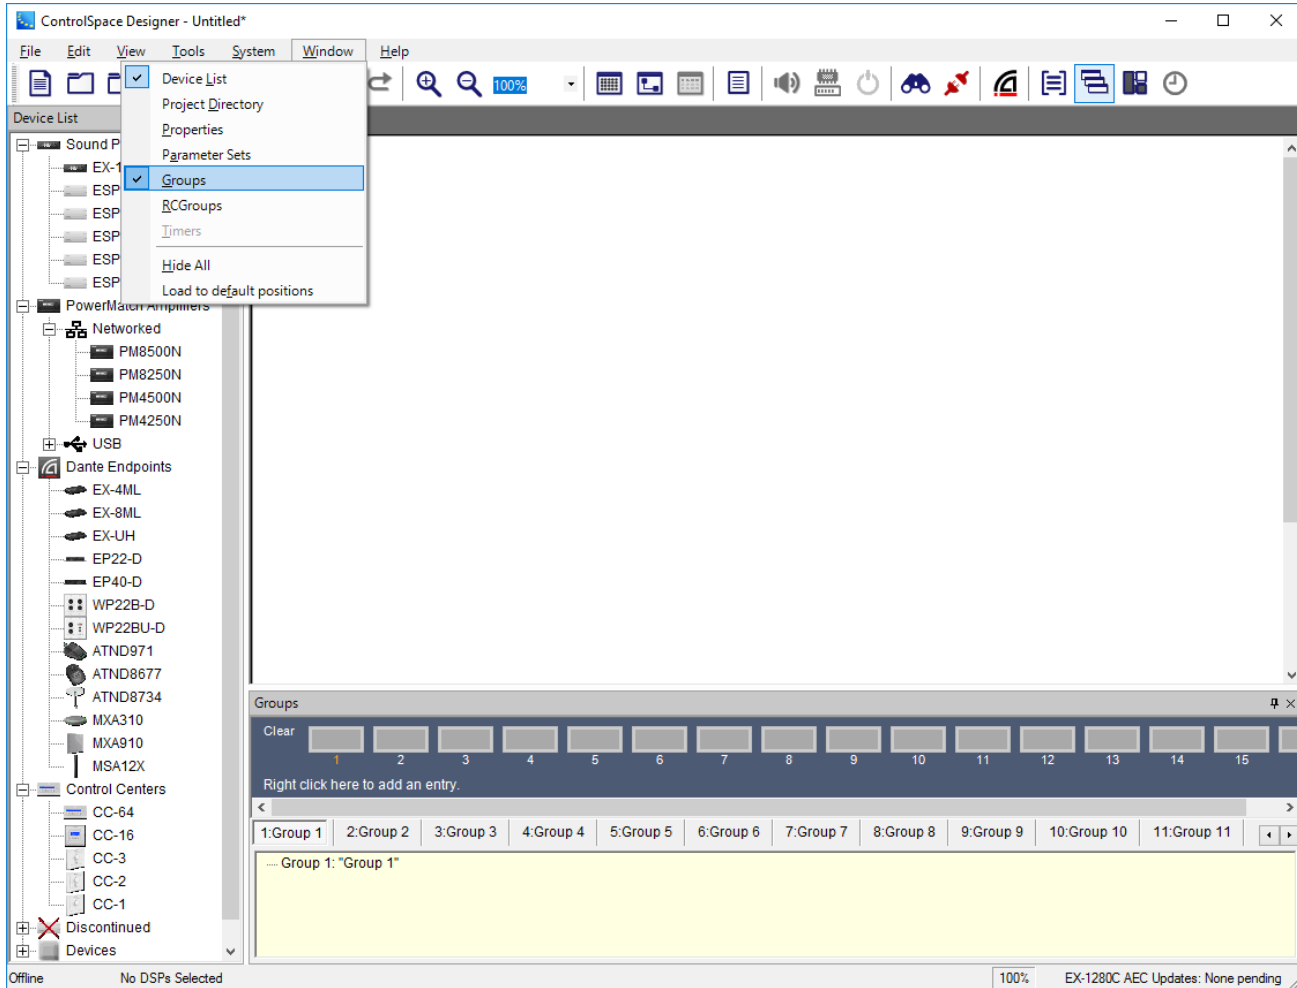 ControlSpace Designer - Untitled*
File Edit View Tools System Window Help
100%
Device List
Project Directory
Properties
Parameter Sets
Groups
RCGroups
Timers
Hide All
Load to default positions
Device List
Sound P
EX-1
ESP
ESP
ESP
ESP
ESP
PowerMatch Amplifiers
Networked
PM8500N
PM8250N
PM4500N
PM4250N
USB
Dante Endpoints
EX-4ML
EX-8ML
EX-UH
EP22-D
EP40-D
WP22B-D
WP22BU-D
ATND971
ATND8677
ATND8734
MXA310
MXA910
MSA12X
Control Centers
CC-64
CC-16
CC-3
CC-2
CC-1
Discontinued
Devices
Groups
Clear
1 2 3 4 5 6 7 8 9 10 11 12 13 14 15
Right click here to add an entry.
1:Group 1 2:Group 2 3:Group 3 4:Group 4 5:Group 5 6:Group 6 7:Group 7 8:Group 8 9:Group 9 10:Group 10 11:Group 11
Group 1: "Group 1"
Offline No DSPs Selected 100% EX-1280C AEC Updates: None pending